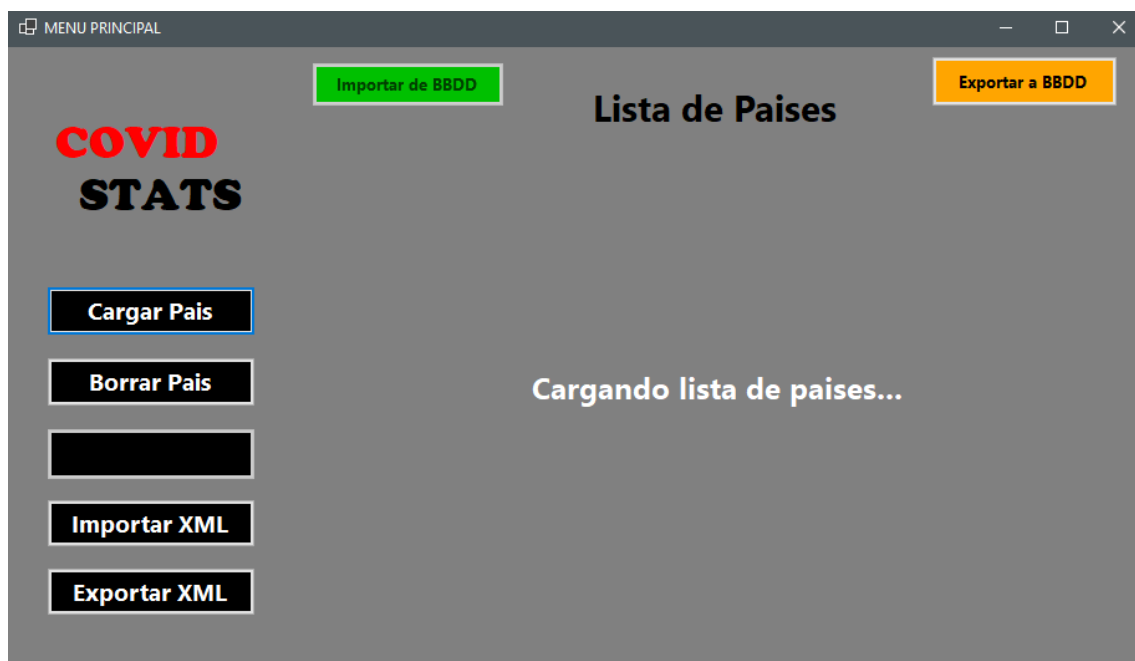 MENU PRINCIPAL
Importar de BBDD
Exportar a BBDD
Lista de Paises
COVID
STATS
Cargar Pais
Borrar Pais
Cargando lista de paises...
Importar XML
Exportar XML